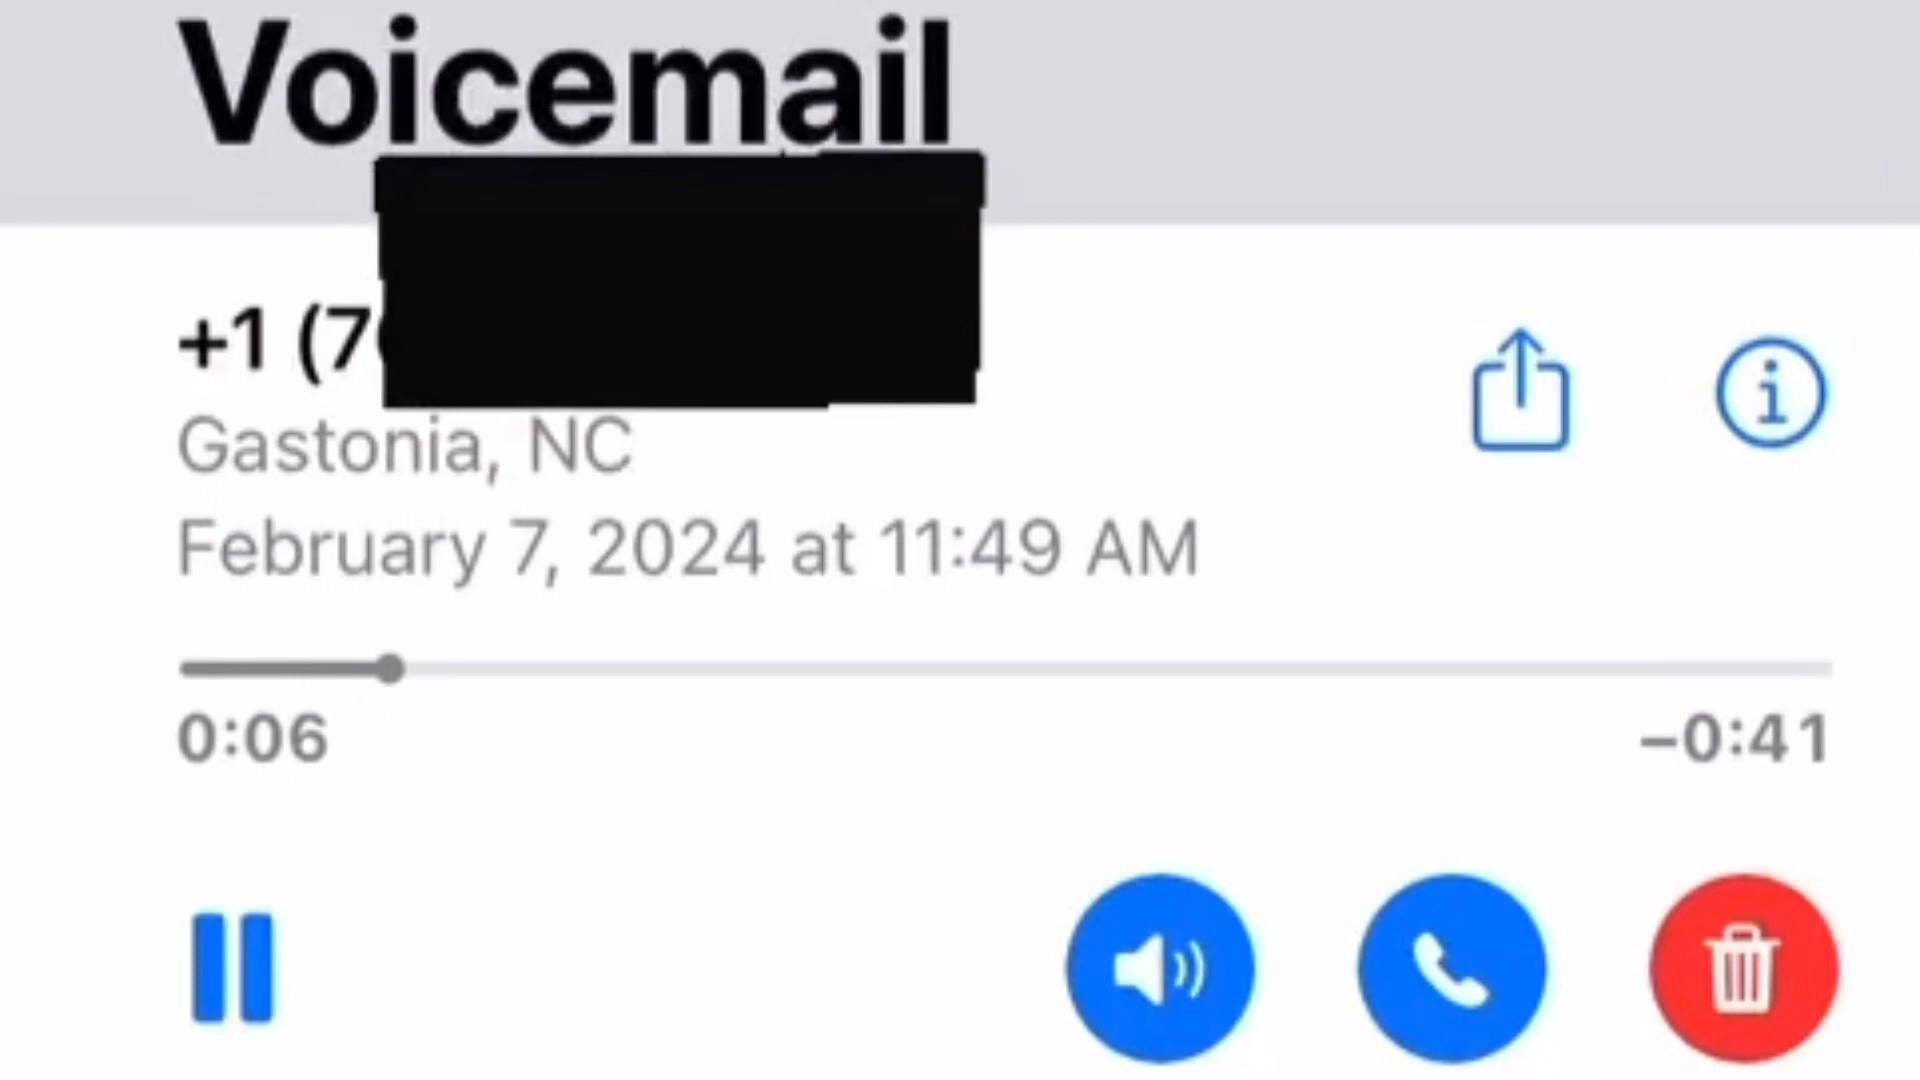 Voicemail
+1 (7
Gastonia, NC
February 7, 2024 at 11:49 AM
0:06
–0:41